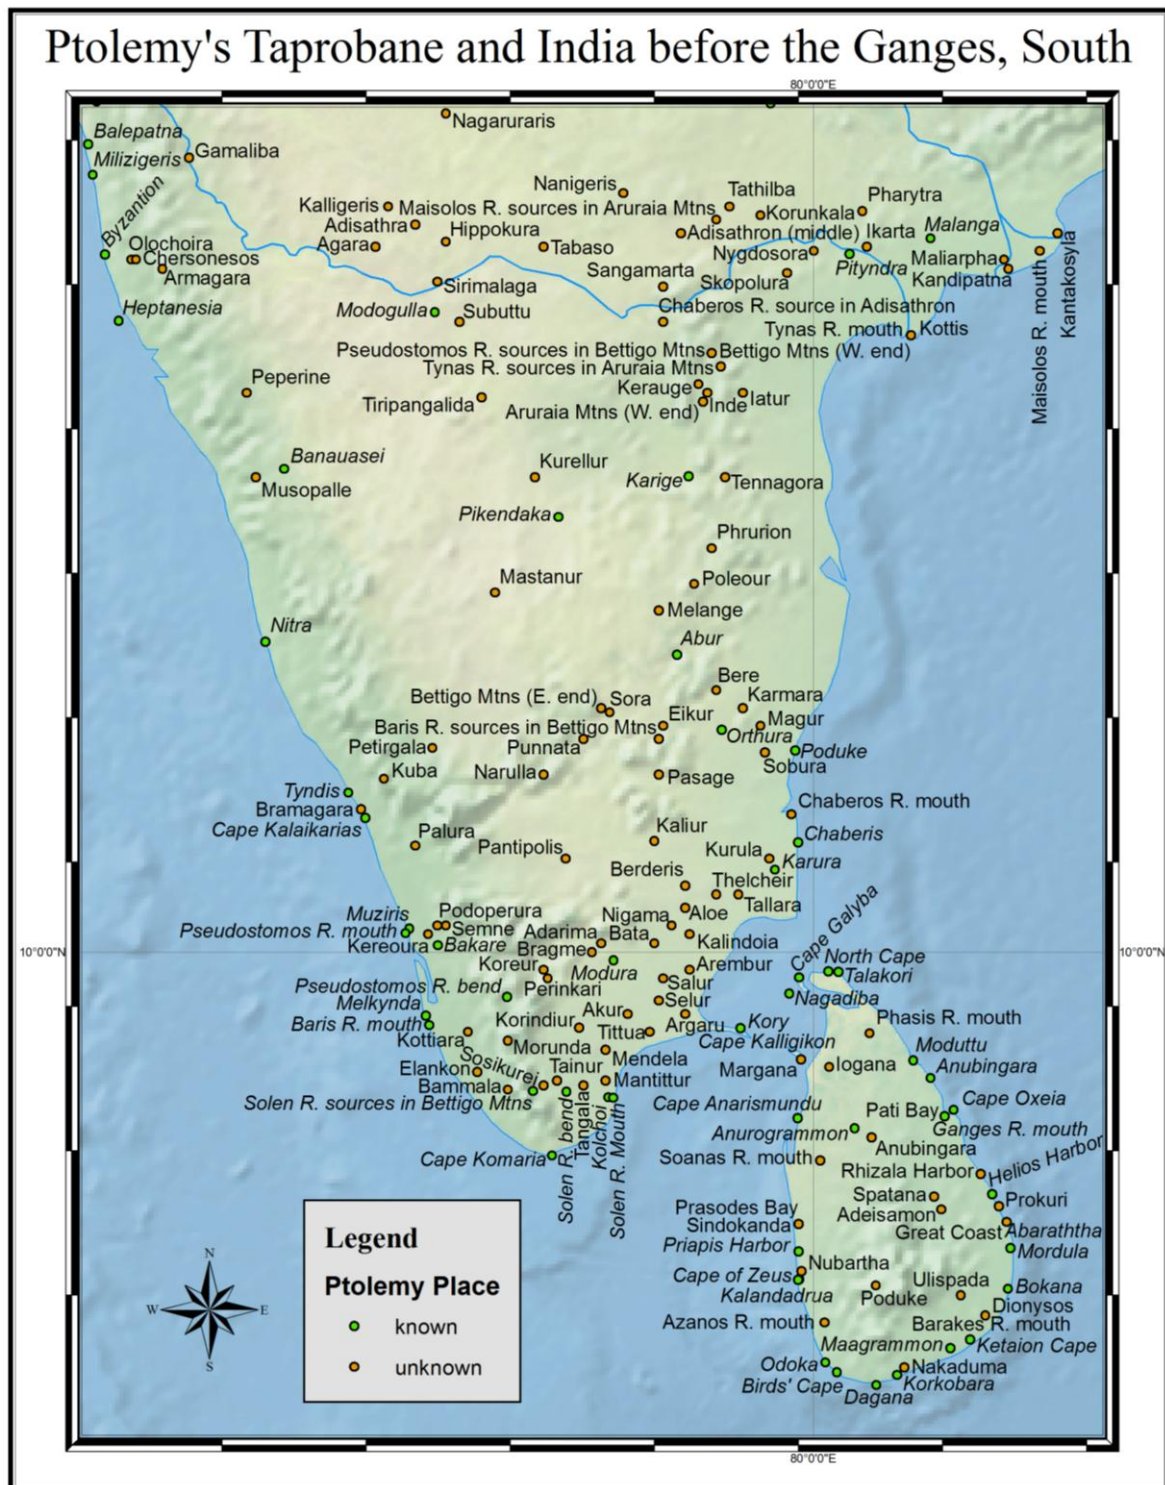 Ptolemy's Taprobane and India before the Ganges, South
80°0'0"E
Nagaruraris
Balepatna
Milizigeris
Gamaliba
Byzantion
Nanigeris
Tathilba
Pharytra
Kalligeris
Maisolos R. sources in Aruraia Mtns
Korunkala
Adisathra
Hippokura
Adisathron (middle)
Ikarta
Malanga
Olochoira
Agara
Tabaso
Nygdosora
Chersonesos
Pityndra
Maliarpha
Kantakosyla
Armagara
Sangamarta
Skopolura
Kandipatna
Sirimalaga
Maisolos R. mouth
Heptanesia
Modogulla
Subuttu
Chaberos R. source in Adisathron
Tynas R. mouth
Kottis
Pseudostomos R. sources in Bettigo Mtns
Bettigo Mtns (W. end)
Tynas R. sources in Aruraia Mtns
Peperine
Kerauge
Tiripangalida
Aruraia Mtns (W. end)
Inde
Iatur
Banauasei
Kurellur
Musopalle
Karige
Tennagora
Pikendaka
Phrurion
Mastanur
Poleour
Melange
Nitra
Abur
Bere
Bettigo Mtns (E. end)
Sora
Karmara
Eikur
Magur
Baris R. sources in Bettigo Mtns
Orthura
Petirgala
Punnata
Poduke
Sobura
Kuba
Narulla
Pasage
Tyndis
Bramagara
Chaberos R. mouth
Cape Kalaikarias
Palura
Kaliur
Chaberis
Pantipolis
Kurula
Karura
Berderis
Thelcheir
Tallara
Muziris
Podoperura
Nigama
Aloe
Cape Galyba
Pseudostomos R. mouth
Semne
Adarima
Bata
Kalindoia
Kereoura
Bakare
Bragme
10°0'0"N
10°0'0"N
North Cape
Koreur
Modura
Arembur
Talakori
Pseudostomos R. bend
Perinkari
Salur
Nagadiba
Melkynda
Akur
Selur
Phasis R. mouth
Baris R. mouth
Korindiur
Tittua
Argaru
Kory
Kottiara
Morunda
Cape Kalligikon
Moduttu
Sosikurei
Mendela
Margana
Iogana
Anubingara
Elankon
Tainur
Bammala
Mantittur
Solen R. sources in Bettigo Mtns
Cape Anarismundu
Pati Bay
Cape Oxeia
Solen R. bend
Tangala
Kolchoi
Solen R. Mouth
Anurogrammon
Ganges R. mouth
Anubingara
Cape Komaria
Soanas R. mouth
Rhizala Harbor
Helios Harbor
Spatana
Prokuri
Prasodes Bay
Adeisamon
Sindokanda
Great Coast
Abaraththa
Priapis Harbor
Mordula
Nubartha
Cape of Zeus
Ulispada
Bokana
Kalandadrua
Poduke
Dionysos
Azanos R. mouth
Barakes R. mouth
Maagrammon
Ketaion Cape
Odoka
Nakaduma
Birds' Cape
Korkobara
Dagana
Legend
Ptolemy Place
known
unknown
N
W
E
S
80°0'0"E